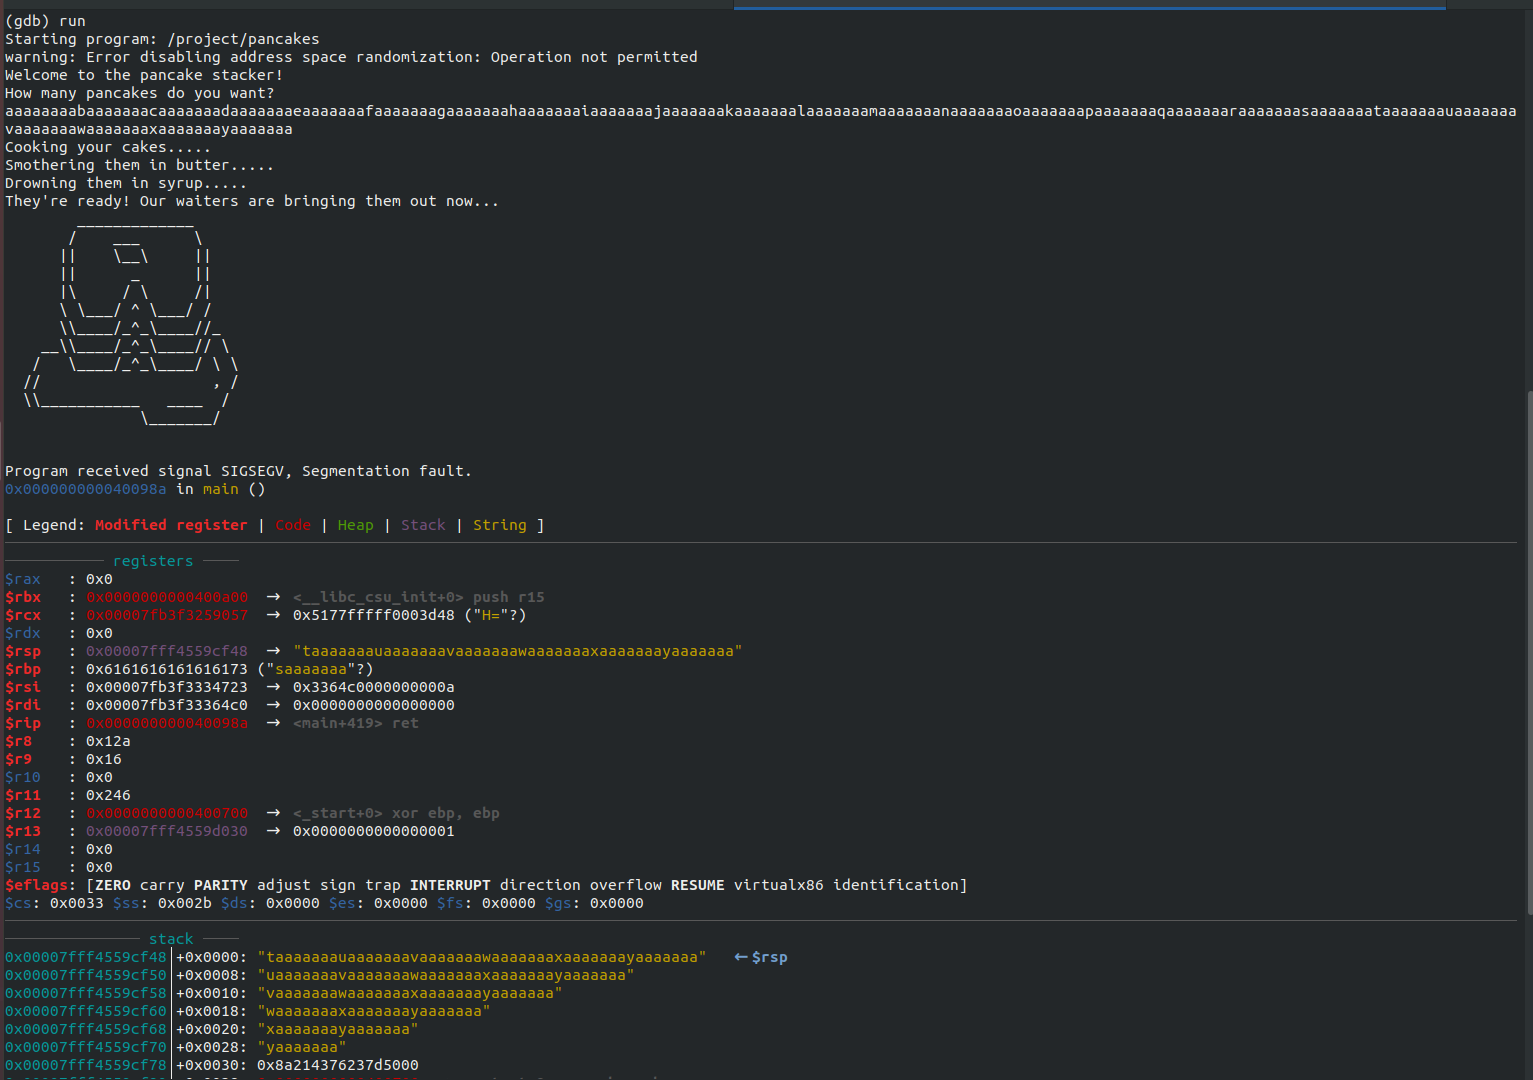 (gdb) run
Starting program: /project/pancakes
warning: Error disabling address space randomization: Operation not permitted
Welcome to the pancake stacker!
How many pancakes do you want?
aaaaaaaabaaaaaaacaaaaaaadaaaaaaaeaaaaaaafaaaaaaagaaaaaaahaaaaaaaiaaaaaaajaaaaaaakaaaaaaalaaaaaaamaaaaaaanaaaaaaaoaaaaaaapaaaaaaaqaaaaaaaraaaaaaasaaaaaaataaaaaaauaaaaaaa
vaaaaaaawaaaaaaaxaaaaaaayaaaaaaa
Cooking your cakes.....
Smothering them in butter.....
Drowning them in syrup.....
They're ready! Our waiters are bringing them out now...
        _____________
       /    ___      \
      ||    \__\     ||
      ||      _      ||
      |\     / \     /|
      \ \___/ ^ \___/ /
      \\____/_^_\____//_
    __\\____/_^_\____// \
   /   \____/_^_\____/ \ \
  //                   , /
  \\___________   ____  /
               \_______/
Program received signal SIGSEGV, Segmentation fault.
0x000000000040098a in main ()
[ Legend: Modified register | Code | Heap | Stack | String ]
─────────── registers ────
$rax   : 0x0
$rbx   : 0x0000000000400a00  →  <__libc_csu_init+0> push r15
$rcx   : 0x00007fb3f3259057  →  0x5177fffff0003d48 ("H="?)
$rdx   : 0x0
$rsp   : 0x00007fff4559cf48  →  "taaaaaaauaaaaaaavaaaaaaawaaaaaaaxaaaaaaayaaaaaaa"
$rbp   : 0x6161616161616173 ("saaaaaaa"?)
$rsi   : 0x00007fb3f3334723  →  0x3364c0000000000a
$rdi   : 0x00007fb3f33364c0  →  0x0000000000000000
$rip   : 0x000000000040098a  →  <main+419> ret
$r8    : 0x12a
$r9    : 0x16
$r10   : 0x0
$r11   : 0x246
$r12   : 0x0000000000400700  →  <_start+0> xor ebp, ebp
$r13   : 0x00007fff4559d030  →  0x0000000000000001
$r14   : 0x0
$r15   : 0x0
$eflags: [ZERO carry PARITY adjust sign trap INTERRUPT direction overflow RESUME virtualx86 identification]
$cs: 0x0033 $ss: 0x002b $ds: 0x0000 $es: 0x0000 $fs: 0x0000 $gs: 0x0000
─────────────── stack ────
0x00007fff4559cf48│+0x0000: "taaaaaaauaaaaaaavaaaaaaawaaaaaaaxaaaaaaayaaaaaaa"   ←$rsp
0x00007fff4559cf50│+0x0008: "uaaaaaaavaaaaaaawaaaaaaaxaaaaaaayaaaaaaa"
0x00007fff4559cf58│+0x0010: "vaaaaaaawaaaaaaaxaaaaaaayaaaaaaa"
0x00007fff4559cf60│+0x0018: "waaaaaaaxaaaaaaayaaaaaaa"
0x00007fff4559cf68│+0x0020: "xaaaaaaayaaaaaaa"
0x00007fff4559cf70│+0x0028: "yaaaaaaa"
0x00007fff4559cf78│+0x0030: 0x8a214376237d5000